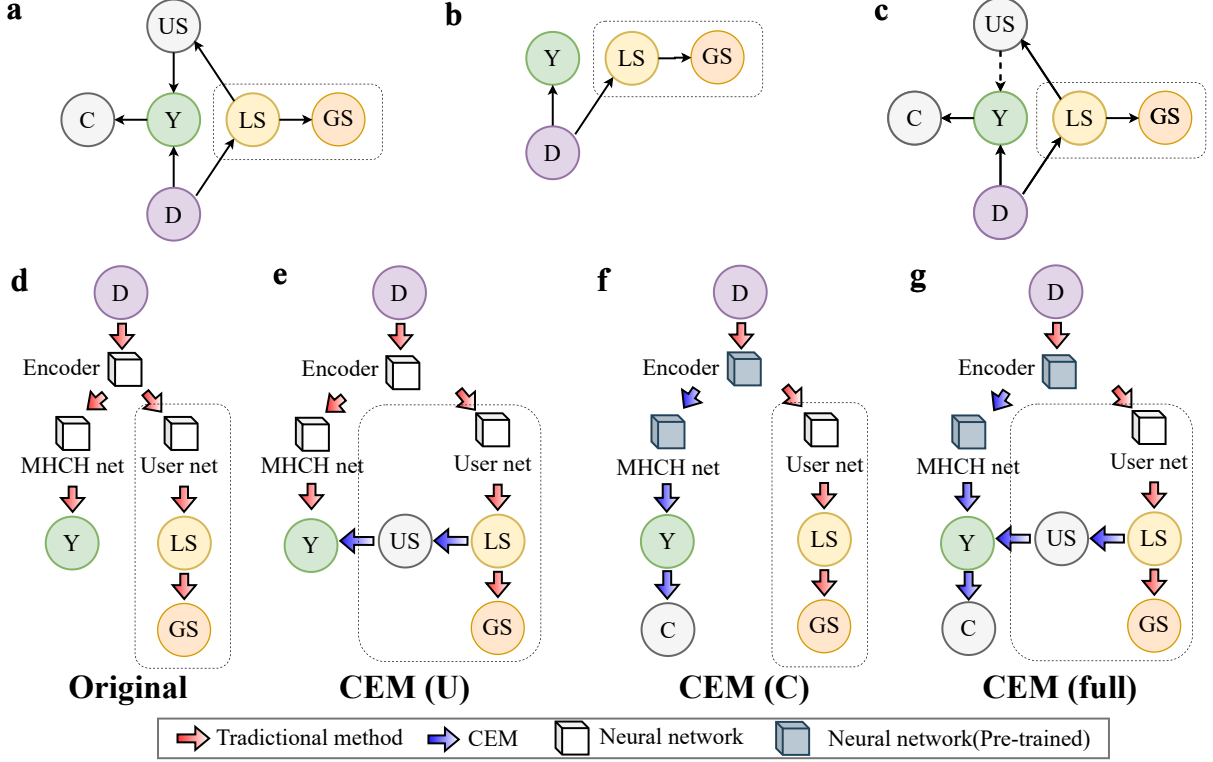 a
US
C
Y
LS
GS
D
b
Y
LS
GS
D
c
US
C
Y
LS
GS
D
d
D
Encoder
MHCH net
User net
Y
LS
GS
Original
e
D
Encoder
MHCH net
User net
Y
US
LS
GS
CEM (U)
f
D
Encoder
MHCH net
User net
Y
LS
C
GS
CEM (C)
g
D
Encoder
MHCH net
User net
Y
US
LS
C
GS
CEM (full)
Tradictional method
CEM
Neural network
Neural network(Pre-trained)